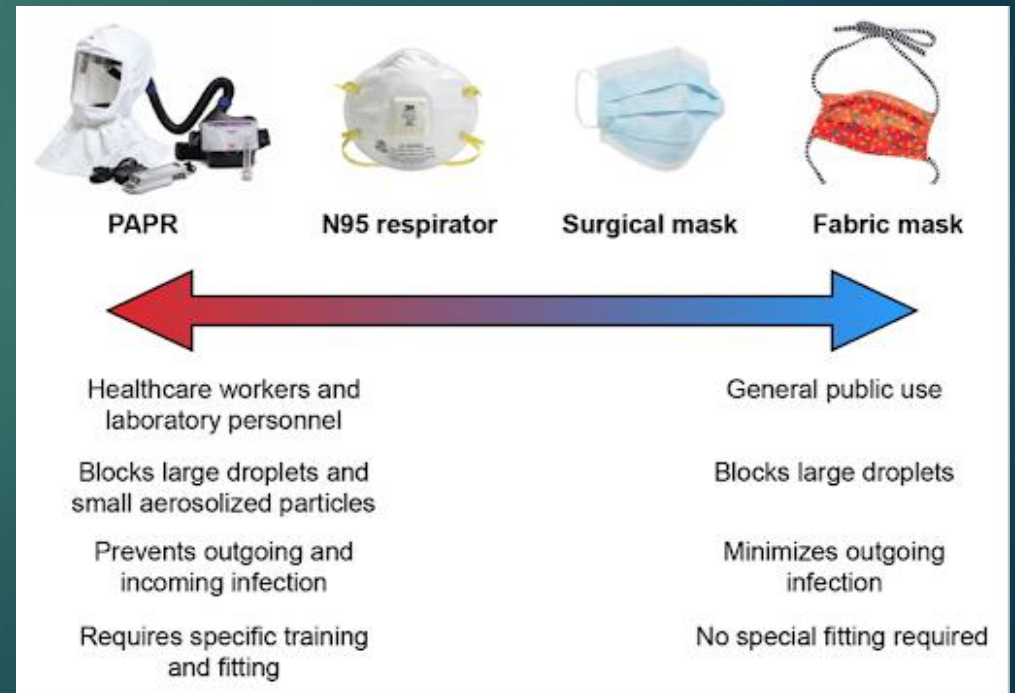 PAPR
N95 respirator
Surgical mask
Fabric mask
Healthcare workers and
laboratory personnel
General public use
Blocks large droplets and
small aerosolized particles
Blocks large droplets
Prevents outgoing and
incoming infection
Minimizes outgoing
infection
Requires specific training
and fitting
No special fitting required